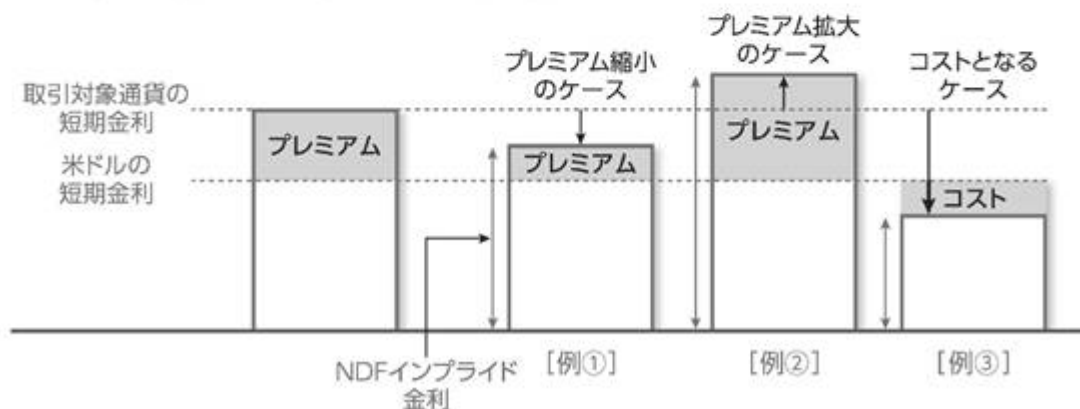 プレミアム縮小
のケース
プレミアム拡大
のケース
コストとなる
ケース
取引対象通貨の
短期金利
米ドルの
短期金利
プレミアム
プレミアム
プレミアム
コスト
NDFインプライド
金利
［例①］
［例②］
［例③］